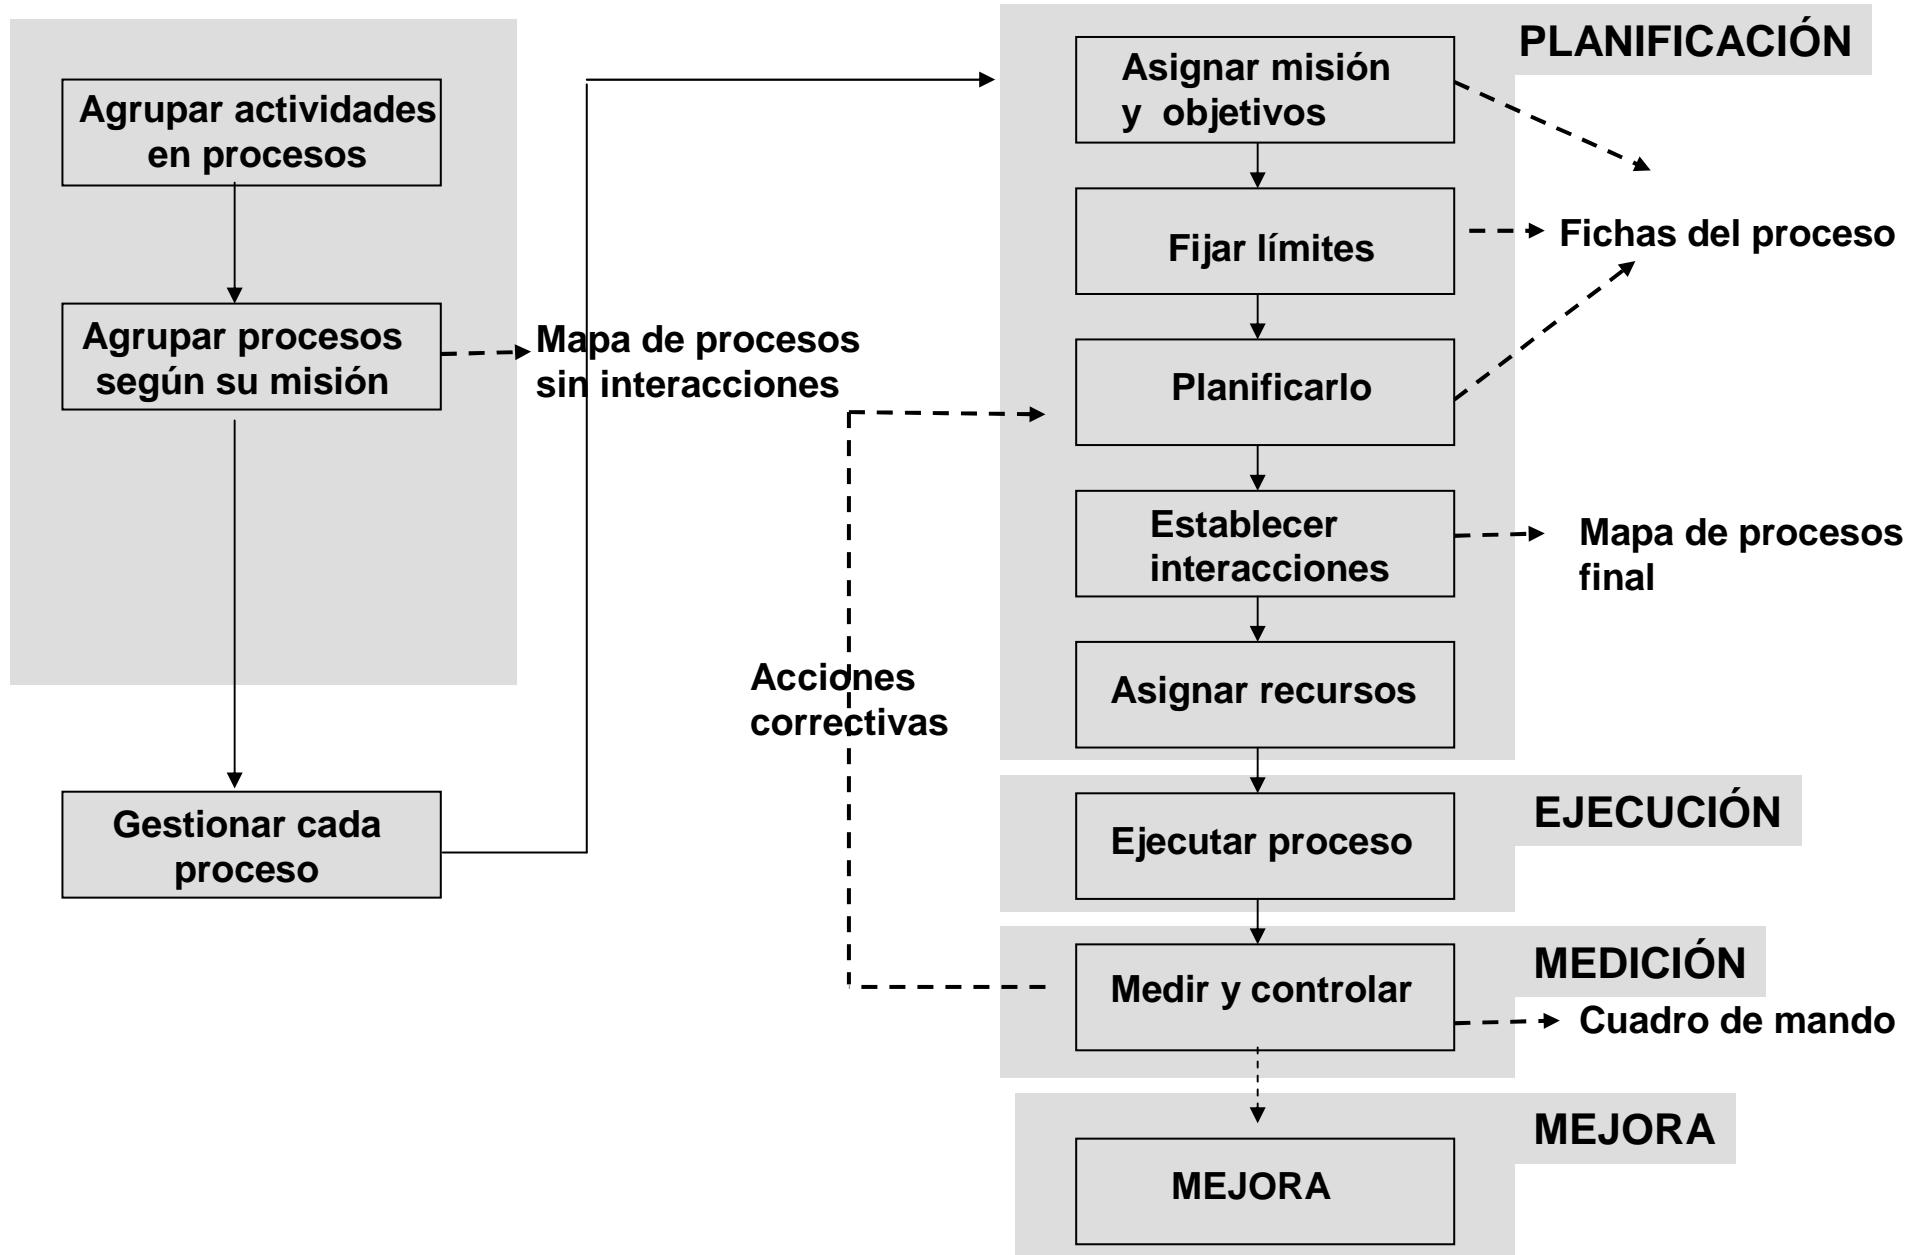 Agrupar actividades
en procesos
Agrupar procesos
según su misión
Mapa de procesos
sin interacciones
Gestionar cada
proceso
Acciones
correctivas
PLANIFICACIÓN
Asignar misión
y objetivos
Fijar límites
Fichas del proceso
Planificarlo
Establecer
interacciones
Mapa de procesos
final
Asignar recursos
EJECUCIÓN
Ejecutar proceso
MEDICIÓN
Medir y controlar
Cuadro de mando
MEJORA
MEJORA